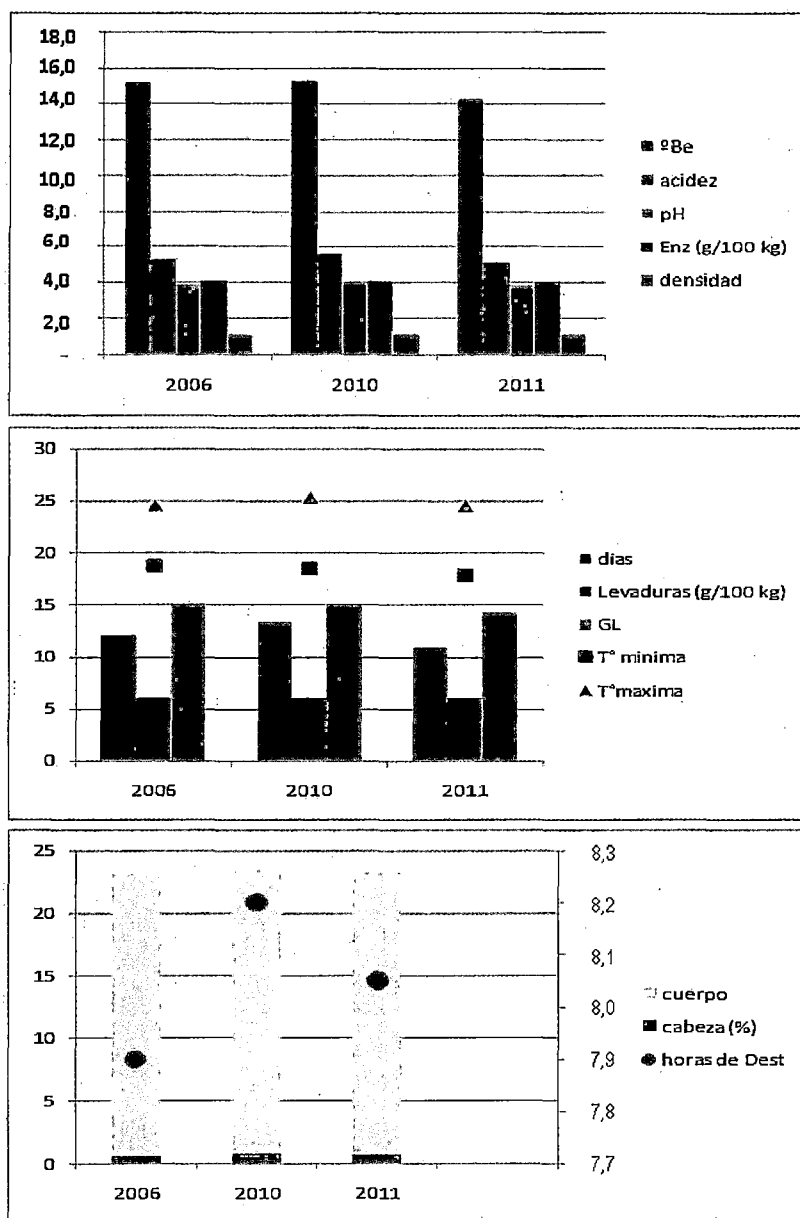 18,0
16,0
14,0
12,0
10,0
8,0
6,0
4,0
2,0
-
2006 2010 2011
ºBe
acidez
pH
Enz (g/100 kg)
densidad
30
25
20
15
10
5
0
2006 2010 2011
días
Levaduras (g/100 kg)
GL
Tª minima
Tª maxima
25
20
15
10
5
0
2006 2010 2011
8,3
8,2
8,1
8,0
7,9
7,8
7,7
cuerpo
cabeza (%)
horas de Dest